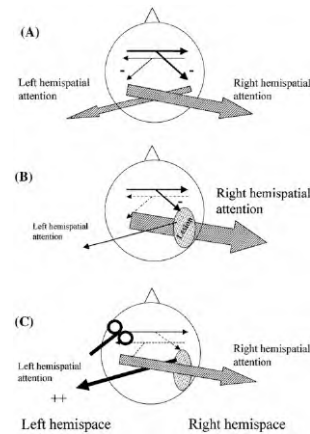 (A)
Left hemispatial
attention
-
-
Right hemispatial
attention
(B)
Left hemispatial
attention
-
Lesion
Right hemispatial
attention
(C)
Left hemispatial
attention
++
Right hemispatial
attention
Left hemispace
Right hemispace